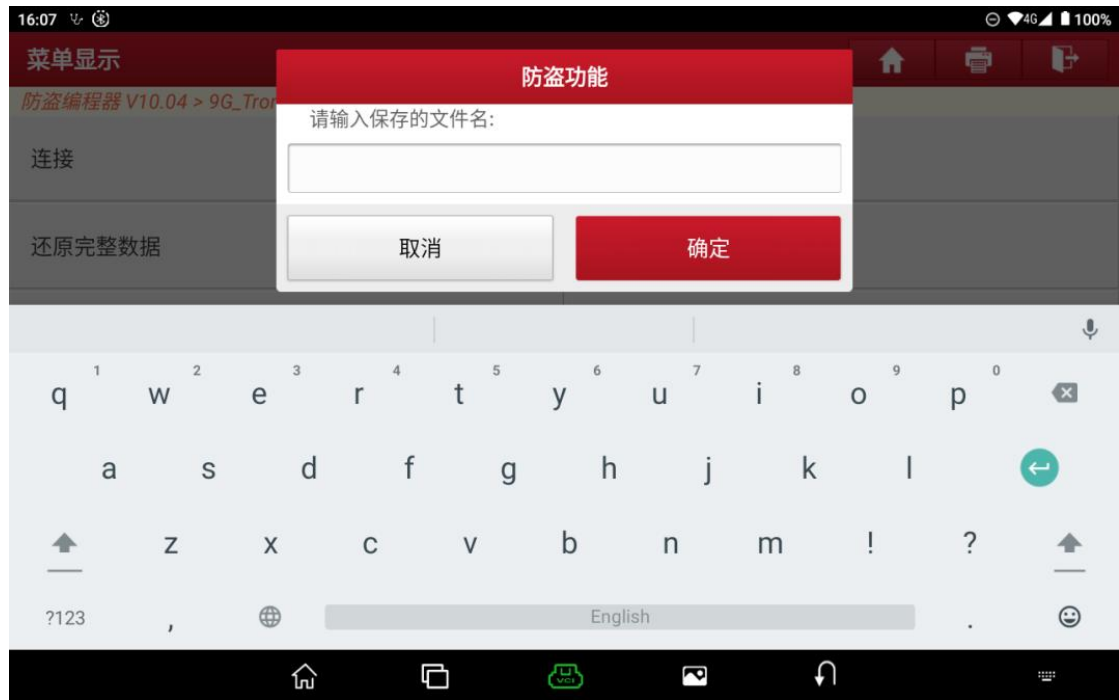 16:07 4G 100%
菜单显示
防盗功能
防盗编程器 V10.04 > 9G_Tron
请输入保存的文件名:
连接
还原完整数据
取消 确定
1 2 3 4 5 6 7 8 9 0
q w e r t y u i o p
a s d f g h j k l
z x c v b n m ! ?
?123 , English .
VCI